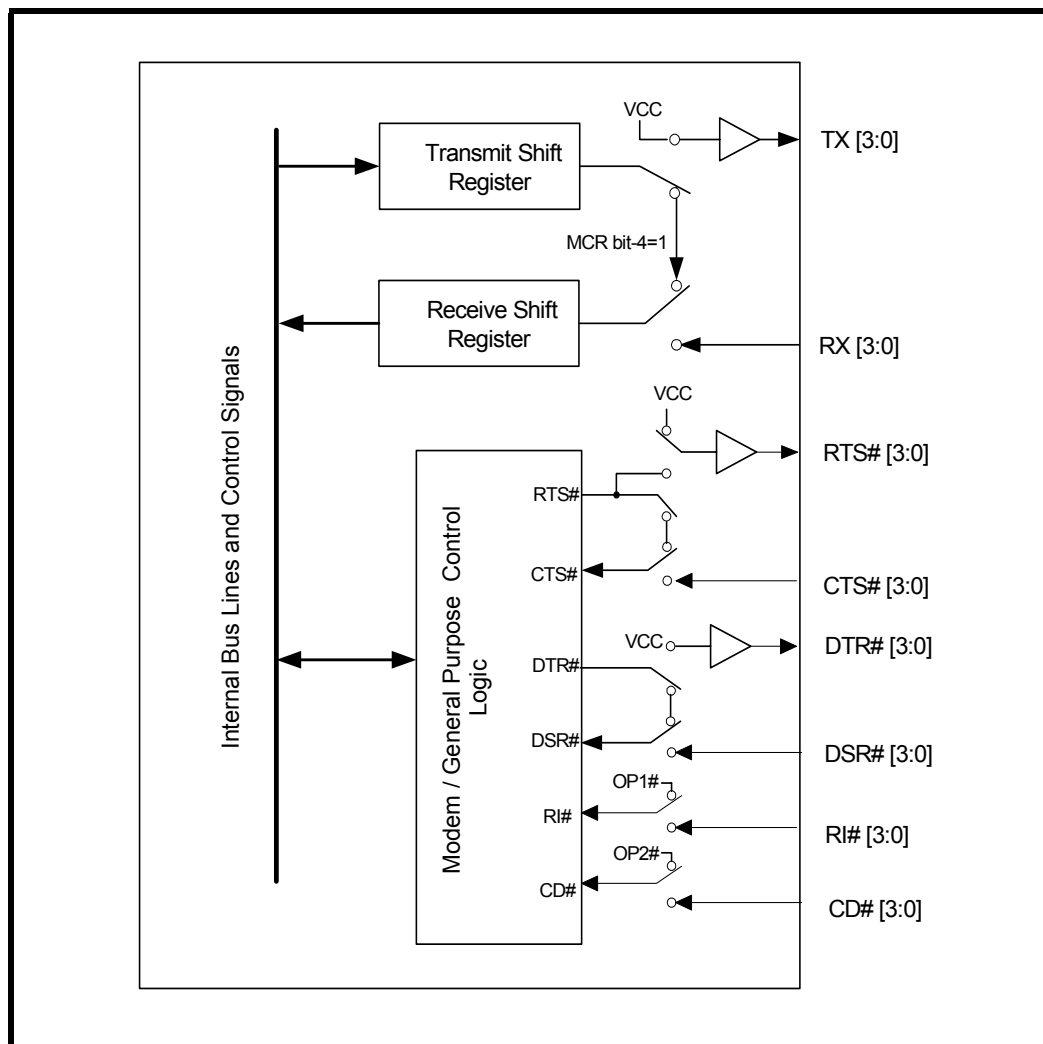 VCC
TX [3:0]
Transmit Shift
Register
MCR bit-4=1
Receive Shift
Register
RX [3:0]
Internal Bus Lines and Control Signals
VCC
RTS# [3:0]
RTS#
CTS#
CTS# [3:0]
Modem / General Purpose Control
Logic
VCC
DTR# [3:0]
DTR#
DSR#
DSR# [3:0]
OP1#
RI#
RI# [3:0]
OP2#
CD#
CD# [3:0]